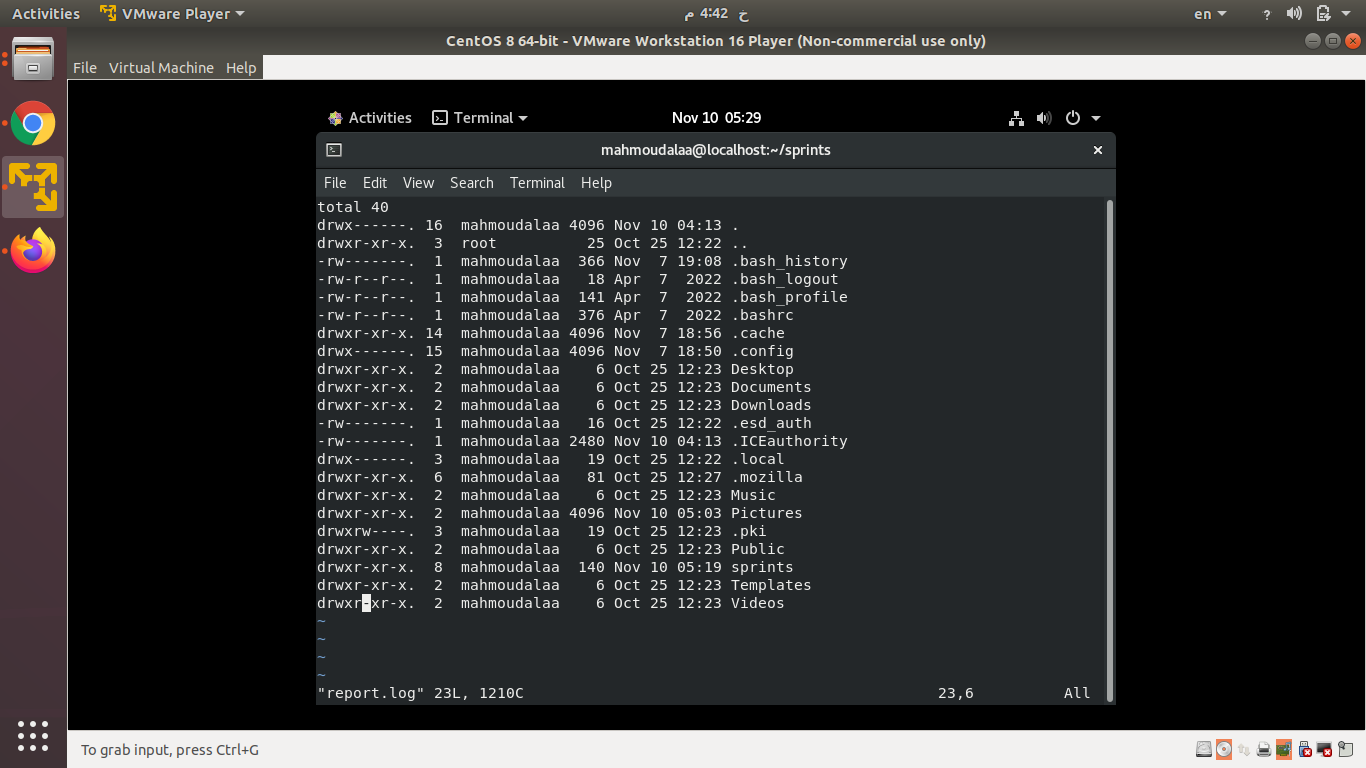 Activities VMware Player خ 4:42 م en ?
CentOS 8 64-bit - VMware Workstation 16 Player (Non-commercial use only)
File Virtual Machine Help
Activities Terminal Nov 10 05:29
mahmoudalaa@localhost:~/sprints
File Edit View Search Terminal Help
total 40
drwx------. 16 mahmoudalaa 4096 Nov 10 04:13 .
drwxr-xr-x. 3 root 25 Oct 25 12:22 ..
-rw-------. 1 mahmoudalaa 366 Nov 7 19:08 .bash_history
-rw-r--r--. 1 mahmoudalaa 18 Apr 7 2022 .bash_logout
-rw-r--r--. 1 mahmoudalaa 141 Apr 7 2022 .bash_profile
-rw-r--r--. 1 mahmoudalaa 376 Apr 7 2022 .bashrc
drwxr-xr-x. 14 mahmoudalaa 4096 Nov 7 18:56 .cache
drwx------. 15 mahmoudalaa 4096 Nov 7 18:50 .config
drwxr-xr-x. 2 mahmoudalaa 6 Oct 25 12:23 Desktop
drwxr-xr-x. 2 mahmoudalaa 6 Oct 25 12:23 Documents
drwxr-xr-x. 2 mahmoudalaa 6 Oct 25 12:23 Downloads
-rw-------. 1 mahmoudalaa 16 Oct 25 12:22 .esd_auth
-rw-------. 1 mahmoudalaa 2480 Nov 10 04:13 .ICEauthority
drwx------. 3 mahmoudalaa 19 Oct 25 12:22 .local
drwxr-xr-x. 6 mahmoudalaa 81 Oct 25 12:27 .mozilla
drwxr-xr-x. 2 mahmoudalaa 6 Oct 25 12:23 Music
drwxr-xr-x. 2 mahmoudalaa 4096 Nov 10 05:03 Pictures
drwxrw----. 3 mahmoudalaa 19 Oct 25 12:23 .pki
drwxr-xr-x. 2 mahmoudalaa 6 Oct 25 12:23 Public
drwxr-xr-x. 8 mahmoudalaa 140 Nov 10 05:19 sprints
drwxr-xr-x. 2 mahmoudalaa 6 Oct 25 12:23 Templates
drwxr-xr-x. 2 mahmoudalaa 6 Oct 25 12:23 Videos
~
~
~
~
"report.log" 23L, 1210C 23,6 All
To grab input, press Ctrl+G